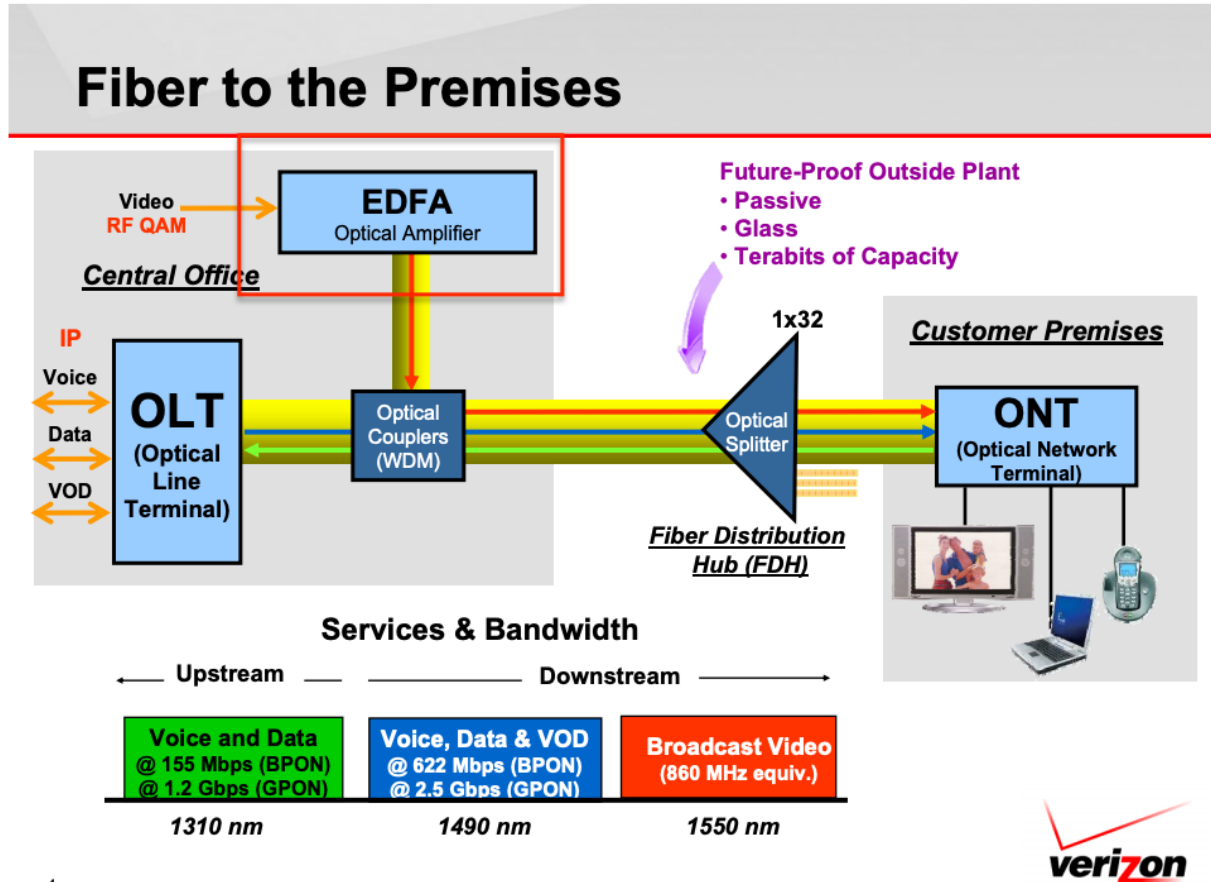 Fiber to the Premises
Video
RF QAM
EDFA
Optical Amplifier
Central Office
Future-Proof Outside Plant
• Passive
• Glass
• Terabits of Capacity
IP
Voice
Data
VOD
OLT
(Optical
Line
Terminal)
Optical
Couplers
(WDM)
1x32
Optical
Splitter
Fiber Distribution
Hub (FDH)
Customer Premises
ONT
(Optical Network
Terminal)
Services & Bandwidth
Upstream
Downstream
Voice and Data
@ 155 Mbps (BPON)
@ 1.2 Gbps (GPON)
Voice, Data & VOD
@ 622 Mbps (BPON)
@ 2.5 Gbps (GPON)
Broadcast Video
(860 MHz equiv.)
1310 nm
1490 nm
1550 nm
verizon